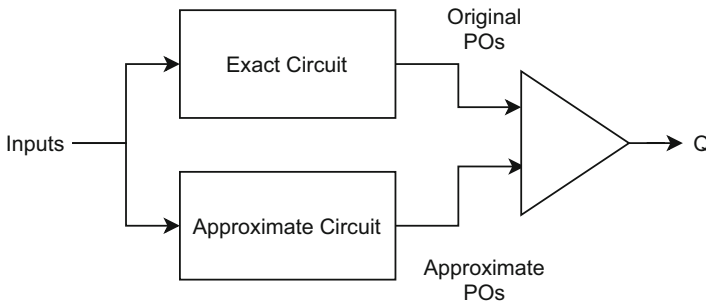 Original
POs
Exact Circuit
Inputs
Q
Approximate Circuit
Approximate
POs